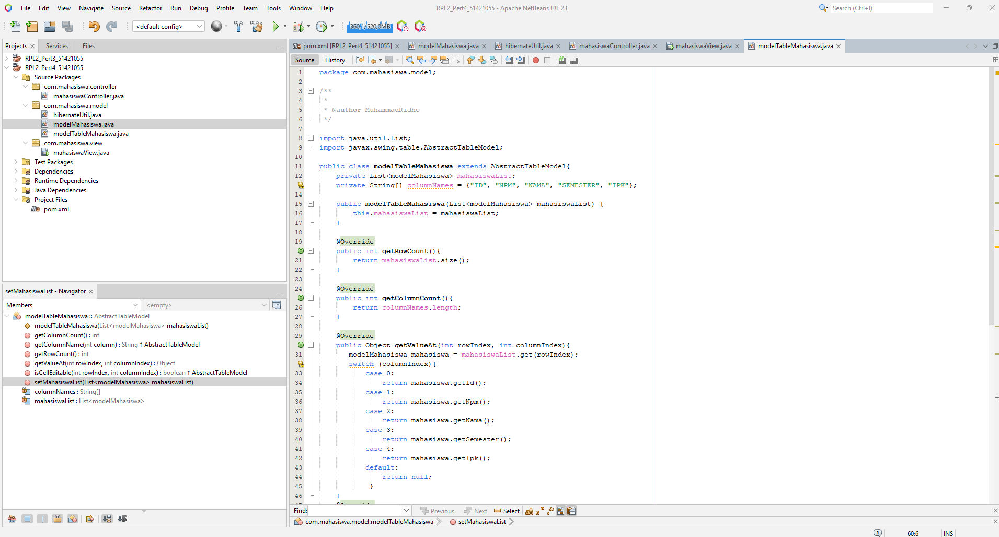 File Edit View Navigate Source Refactor Run Debug Profile Team Tools Window Help
RPL2_Pert4_51421055 - Apache NetBeans IDE 23
Search (Ctrl+I)
<default config>
360,1/520,0MB
Projects
Services
Files
RPL2_Pert3_51421055
RPL2_Pert4_51421055
Source Packages
com.mahasiswa.controller
mahasiswaController.java
com.mahasiswa.model
hibernateUtil.java
modelMahasiswa.java
modelTableMahasiswa.java
com.mahasiswa.view
mahasiswaView.java
Test Packages
Dependencies
Runtime Dependencies
Java Dependencies
Project Files
pom.xml
setMahasiswaList - Navigator
Members
<empty>
modelTableMahasiswa :: AbstractTableModel
modelTableMahasiswa(List<modelMahasiswa> mahasiswaList)
getColumnCount() : int
getColumnName(int column) : String ↑ AbstractTableModel
getRowCount() : int
getValueAt(int rowIndex, int columnIndex) : Object
isCellEditable(int rowIndex, int columnIndex) : boolean ↑ AbstractTableModel
setMahasiswaList(List<modelMahasiswa> mahasiswaList)
columnNames : String[]
mahasiswaList : List<modelMahasiswa>
pom.xml [RPL2_Pert4_51421055]
modelMahasiswa.java
hibernateUtil.java
mahasiswaController.java
mahasiswaView.java
modelTableMahasiswa.java
Source
History
1 package com.mahasiswa.model;
2
3 /**
4 *
5 * @author MuhammadRidho
6 */
7
8 import java.util.List;
9 import javax.swing.table.AbstractTableModel;
10
11 public class modelTableMahasiswa extends AbstractTableModel{
12 private List<modelMahasiswa> mahasiswaList;
private String[] columnNames = {"ID", "NPM", "NAMA", "SEMESTER", "IPK"};
14
15 public modelTableMahasiswa(List<modelMahasiswa> mahasiswaList) {
16 this.mahasiswaList = mahasiswaList;
17 }
18
19 @Override
public int getRowCount(){
21 return mahasiswaList.size();
22 }
23
24 @Override
public int getColumnCount(){
26 return columnNames.length;
27 }
28
29 @Override
public Object getValueAt(int rowIndex, int columnIndex){
31 modelMahasiswa mahasiswa = mahasiswaList.get(rowIndex);
switch (columnIndex){
33 case 0:
34 return mahasiswa.getId();
35 case 1:
36 return mahasiswa.getNpm();
37 case 2:
38 return mahasiswa.getNama();
39 case 3:
40 return mahasiswa.getSemester();
41 case 4:
42 return mahasiswa.getIpk();
43 default:
44 return null;
45 }
46 }
Find:
Previous
Next
Select
com.mahasiswa.model.modelTableMahasiswa
setMahasiswaList
1
60:6
INS